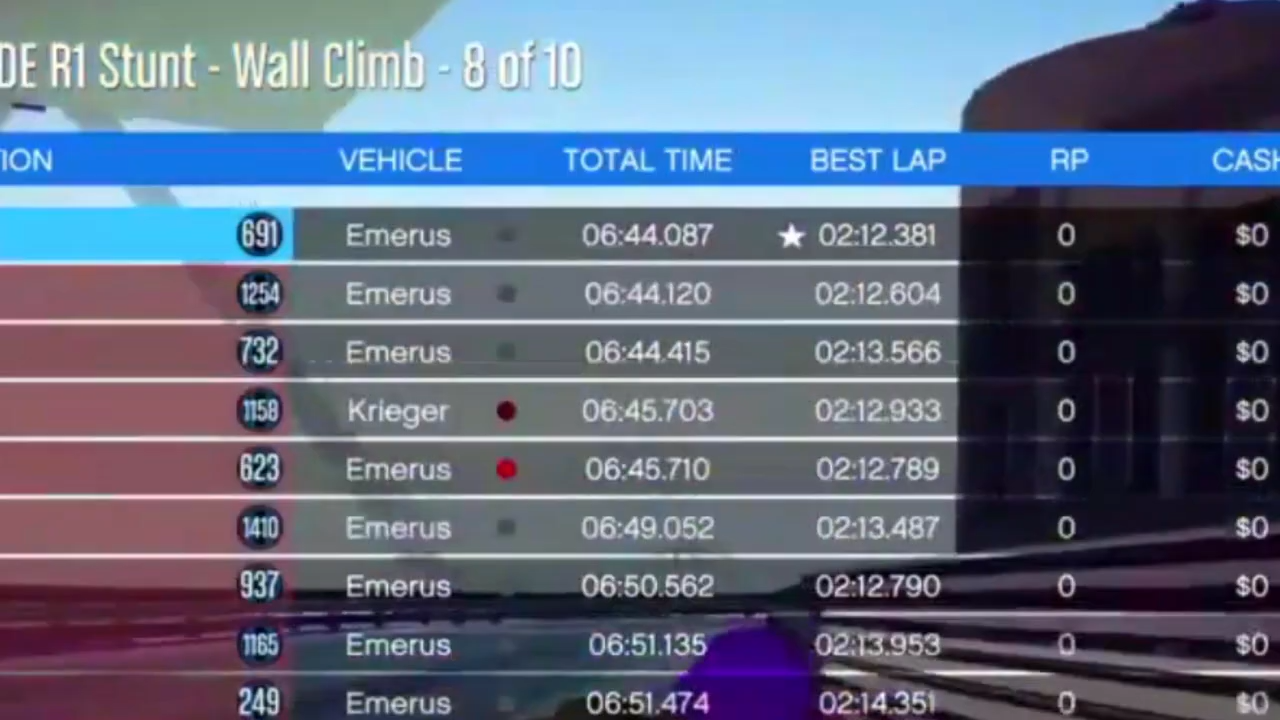 DE R1 Stunt - Wall Climb - 8 of 10
ION VEHICLE TOTAL TIME BEST LAP RP CASH
691 Emerus 06:44.087 ★ 02:12.381 0 $0
1254 Emerus 06:44.120 02:12.604 0 $0
732 Emerus 06:44.415 02:13.566 0 $0
1158 Krieger 06:45.703 02:12.933 0 $0
623 Emerus 06:45.710 02:12.789 0 $0
1410 Emerus 06:49.052 02:13.487 0 $0
937 Emerus 06:50.562 02:12.790 0 $0
1165 Emerus 06:51.135 02:13.953 0 $0
249 Emerus 06:51.474 02:14.351 0 $0